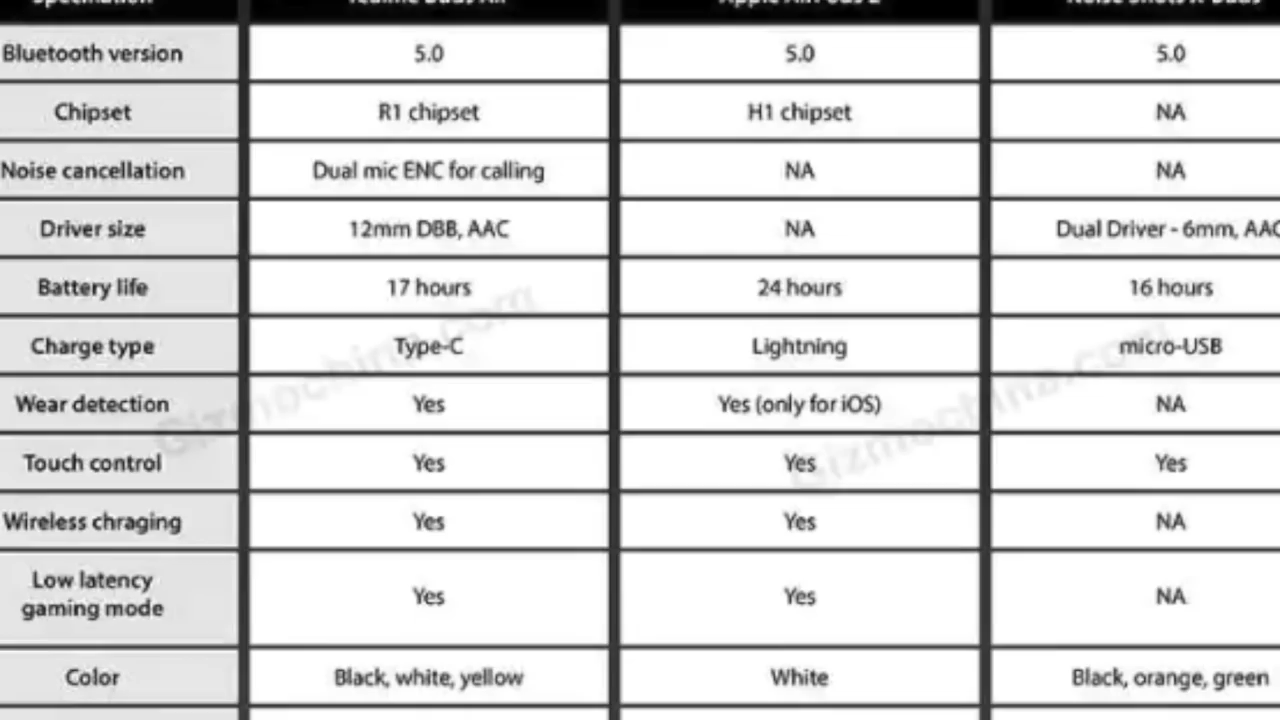 Bluetooth version 5.0 5.0 5.0
Chipset R1 chipset H1 chipset NA
Noise cancellation Dual mic ENC for calling NA NA
Driver size 12mm DBB, AAC NA Dual Driver - 6mm, AAC
Battery life 17 hours 24 hours 16 hours
Charge type Type-C Lightning micro-USB
Wear detection Yes Yes (only for iOS) NA
Touch control Yes Yes Yes
Wireless chraging Yes Yes NA
Low latency
gaming mode Yes Yes NA
Color Black, white, yellow White Black, orange, green
Gizmochina.com
Gizmochina.com